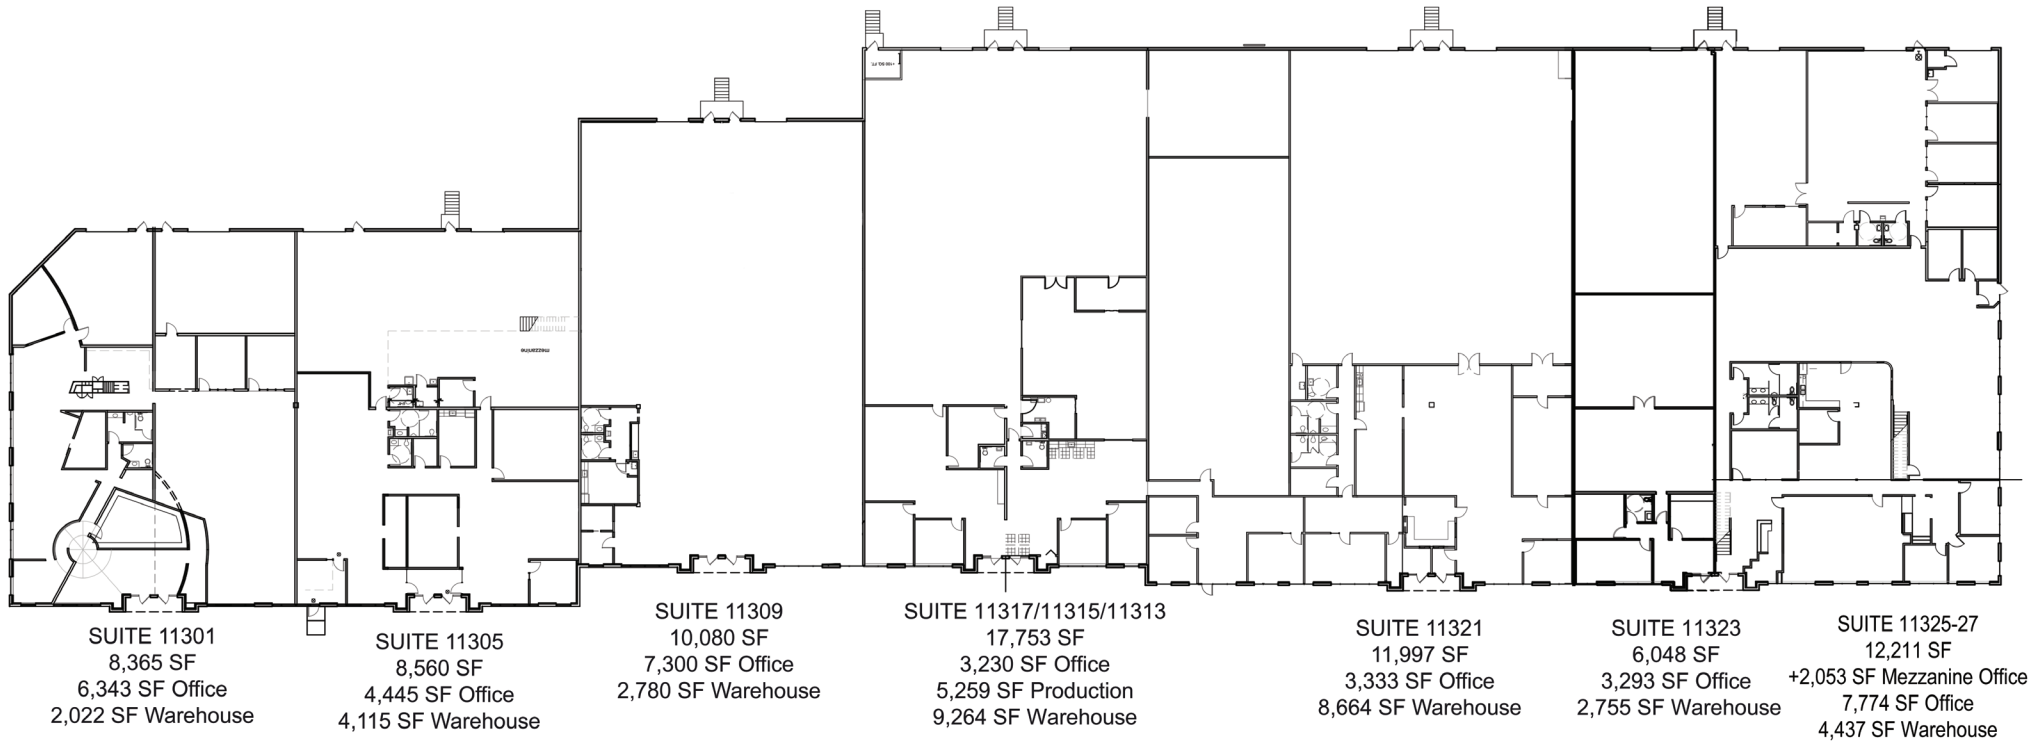 +100 SQ. FT.
mezzanine
SUITE 11301
8,365 SF
6,343 SF Office
2,022 SF Warehouse
SUITE 11305
8,560 SF
4,445 SF Office
4,115 SF Warehouse
SUITE 11309
10,080 SF
7,300 SF Office
2,780 SF Warehouse
SUITE 11317/11315/11313
17,753 SF
3,230 SF Office
5,259 SF Production
9,264 SF Warehouse
SUITE 11321
11,997 SF
3,333 SF Office
8,664 SF Warehouse
SUITE 11323
6,048 SF
3,293 SF Office
2,755 SF Warehouse
SUITE 11325-27
12,211 SF
+2,053 SF Mezzanine Office
7,774 SF Office
4,437 SF Warehouse